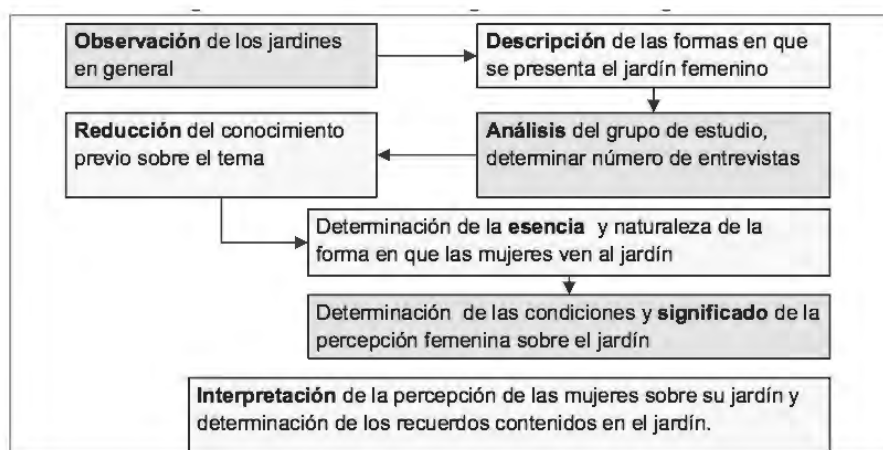 Observación de los jardines
en general
Descripción de las formas en que
se presenta el jardín femenino
Análisis del grupo de estudio,
determinar número de entrevistas
Reducción del conocimiento
previo sobre el tema
Determinación de la esencia y naturaleza de la
forma en que las mujeres ven al jardín
Determinación de las condiciones y significado de la
percepción femenina sobre el jardín
Interpretación de la percepción de las mujeres sobre su jardín y
determinación de los recuerdos contenidos en el jardín.